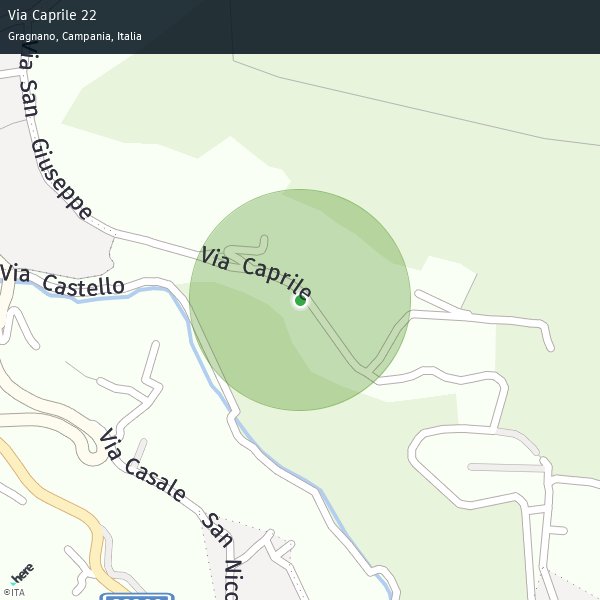 Via Caprile 22
Gragnano, Campania, Italia
Via San Giuseppe
Via Caprile
Via Castello
Via Casale San Nico
here
©ITA